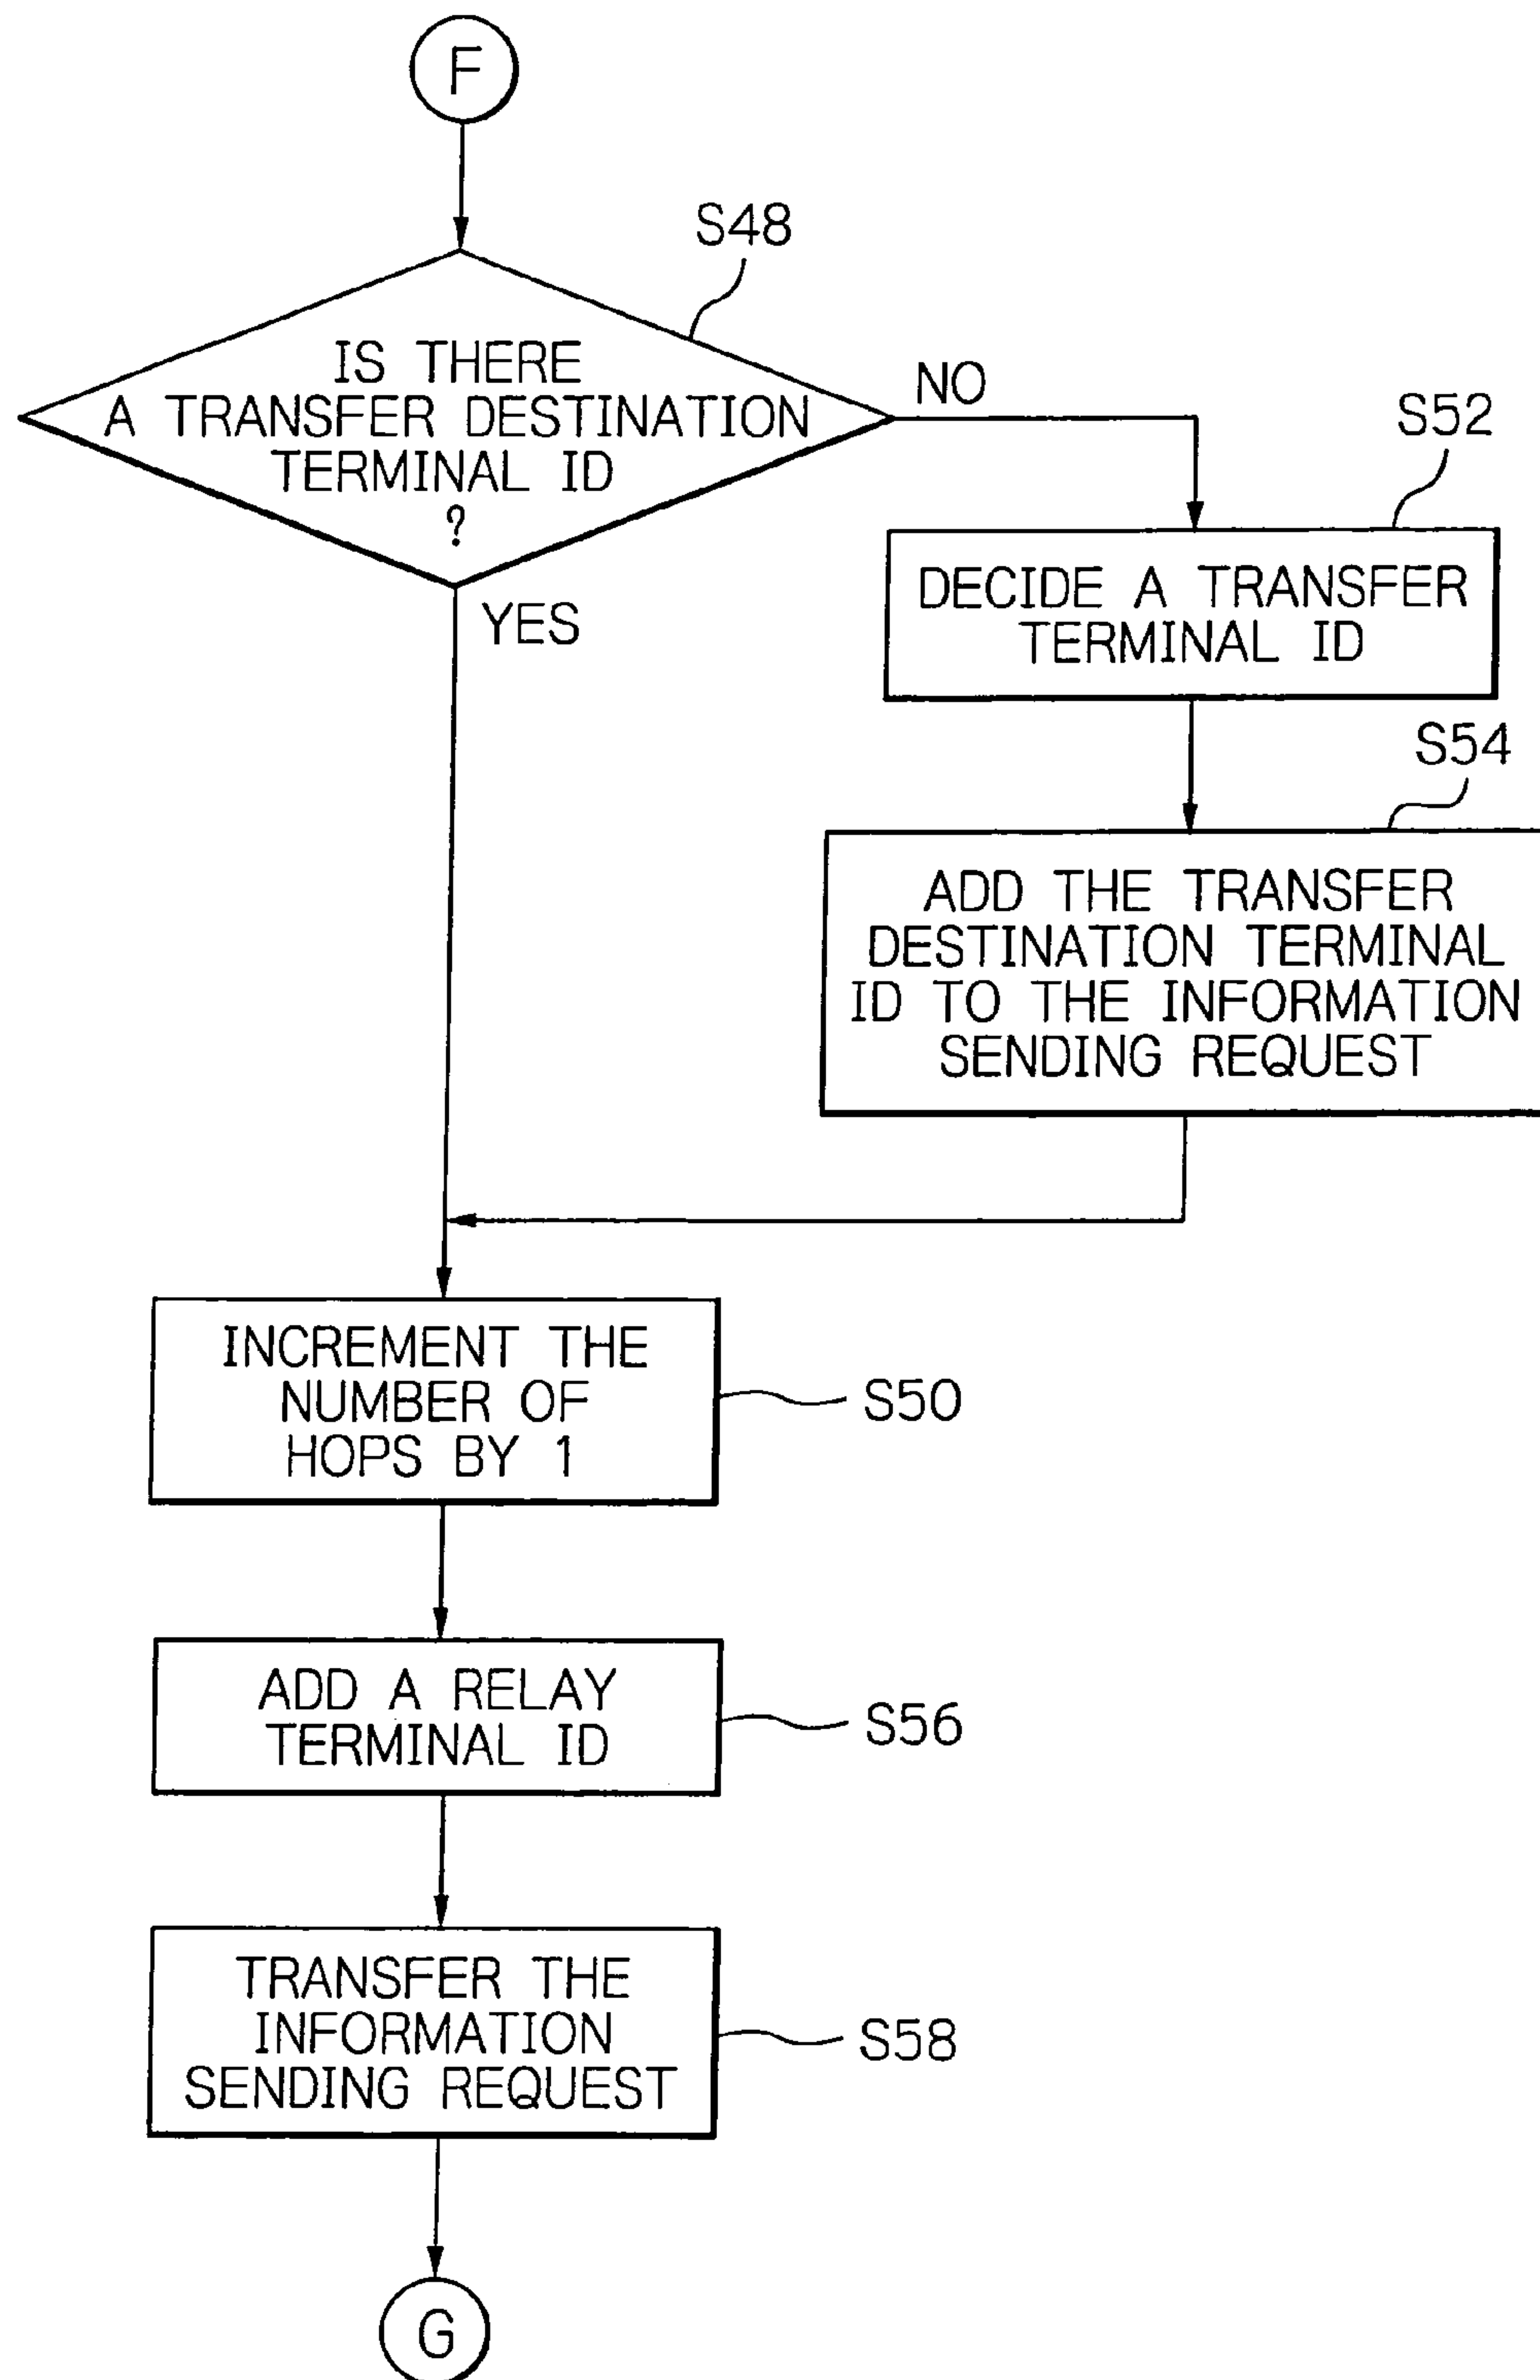 F
S48
IS THERE
A TRANSFER DESTINATION
TERMINAL ID
?
NO
YES
S52
DECIDE A TRANSFER
TERMINAL ID
S54
ADD THE TRANSFER
DESTINATION TERMINAL
ID TO THE INFORMATION
SENDING REQUEST
INCREMENT THE
NUMBER OF
HOPS BY 1
S50
ADD A RELAY
TERMINAL ID
S56
TRANSFER THE
INFORMATION
SENDING REQUEST
S58
G